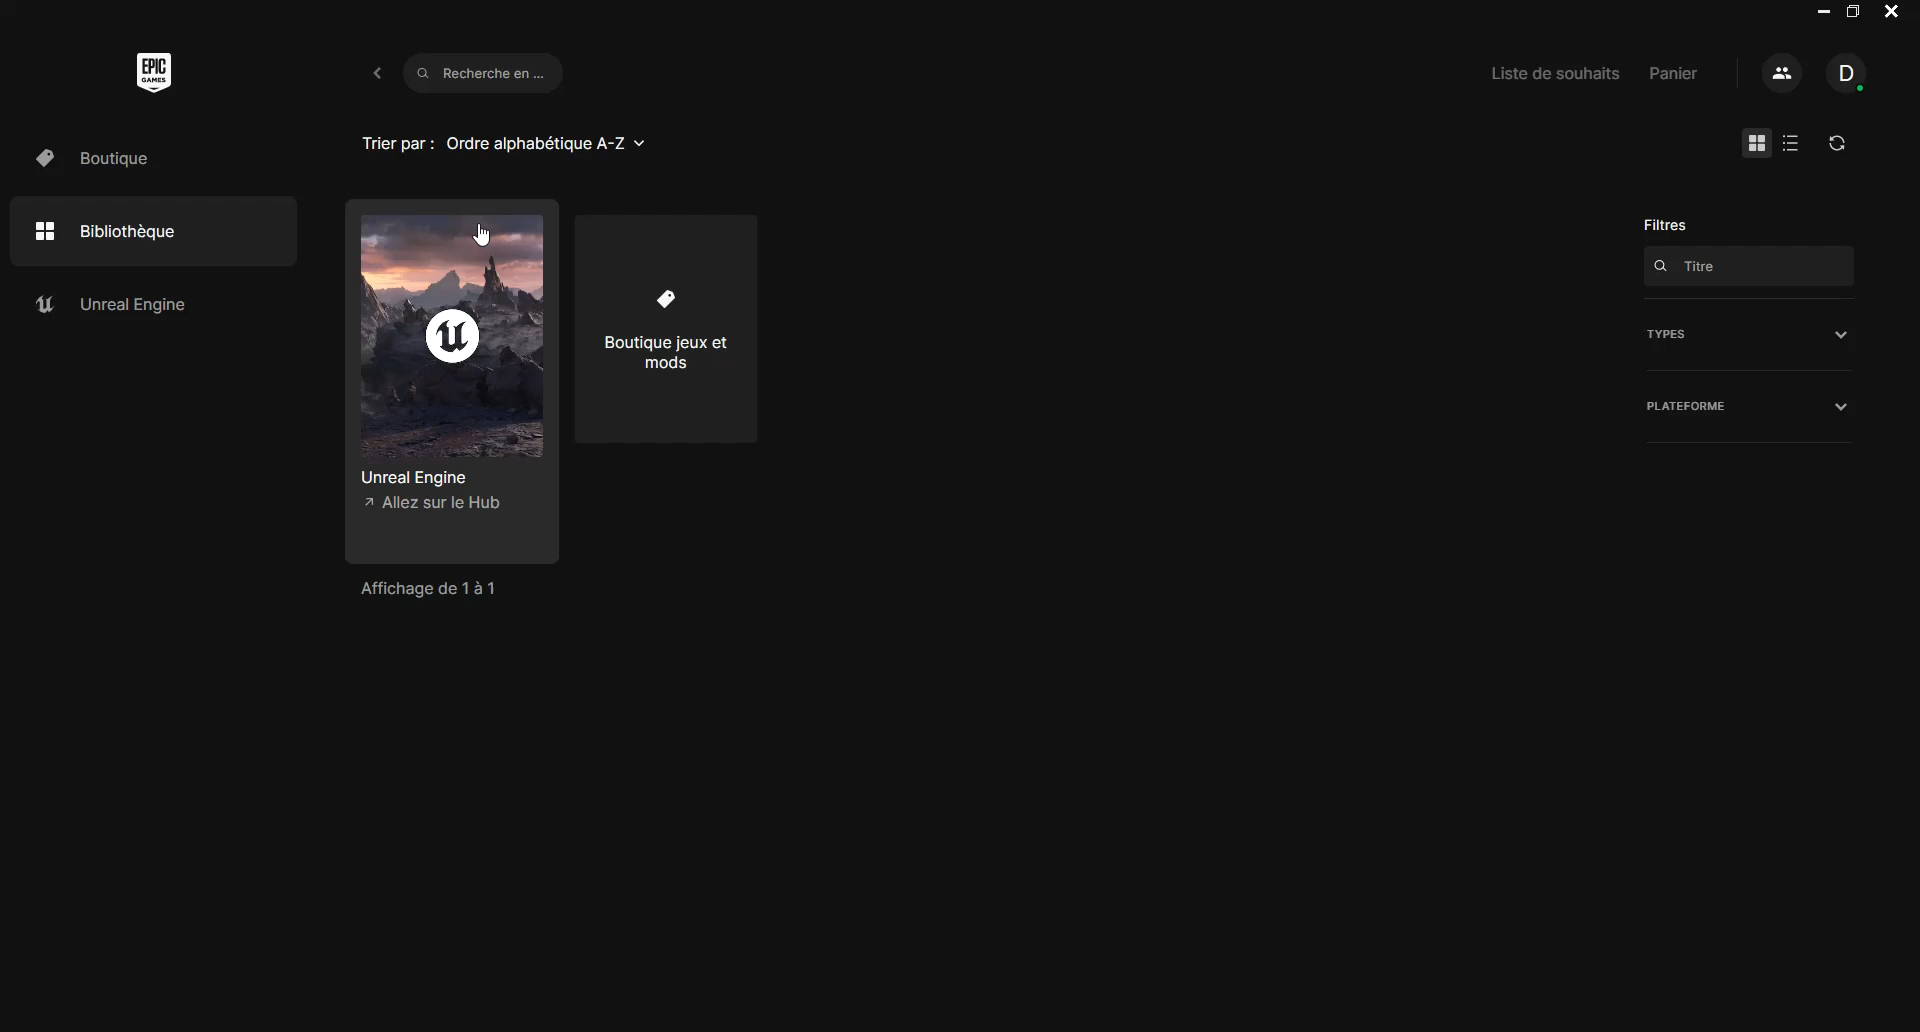 EPIC
GAMES
Recherche en ...
Liste de souhaits
Panier
D
Boutique
Bibliothèque
Unreal Engine
Trier par : Ordre alphabétique A-Z
Boutique jeux et
mods
Unreal Engine
Allez sur le Hub
Affichage de 1 à 1
Filtres
Titre
TYPES
PLATEFORME